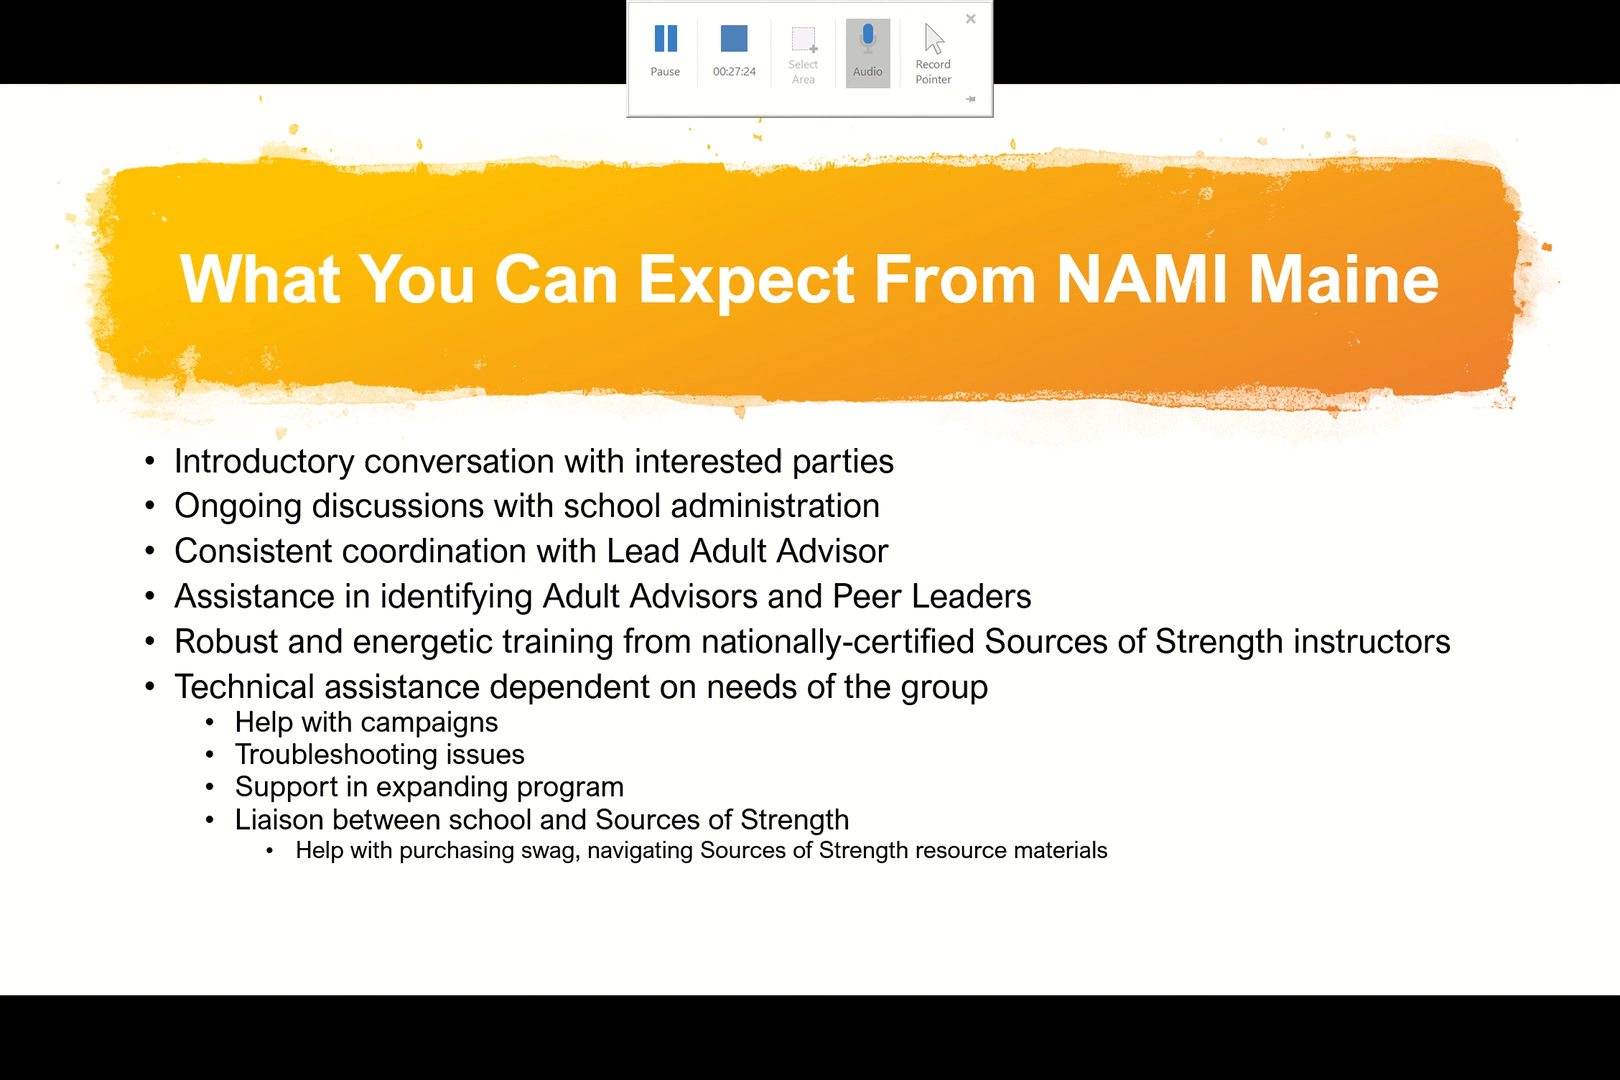 Pause
00:27:24
Select
Area
Audio
Record
Pointer
What You Can Expect From NAMI Maine
• Introductory conversation with interested parties
• Ongoing discussions with school administration
• Consistent coordination with Lead Adult Advisor
• Assistance in identifying Adult Advisors and Peer Leaders
• Robust and energetic training from nationally-certified Sources of Strength instructors
• Technical assistance dependent on needs of the group
• Help with campaigns
• Troubleshooting issues
• Support in expanding program
• Liaison between school and Sources of Strength
• Help with purchasing swag, navigating Sources of Strength resource materials